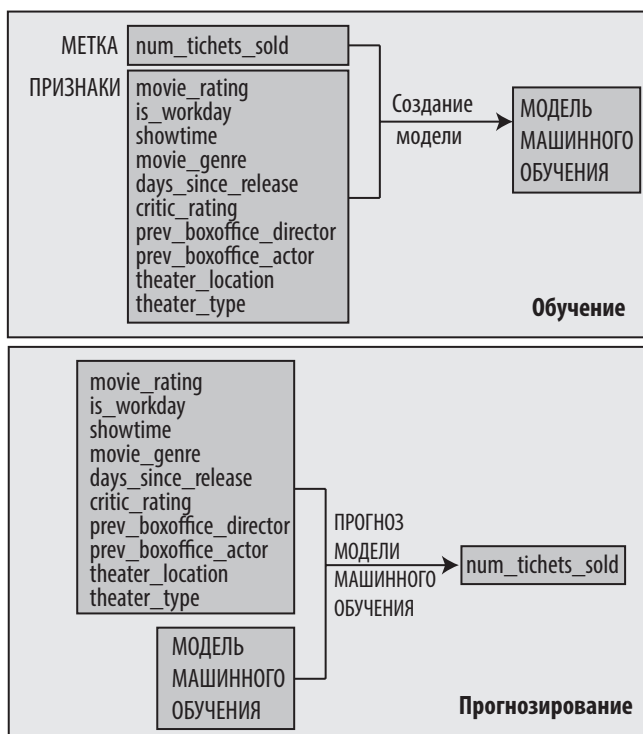 МЕТКА num_tichets_sold
ПРИЗНАКИ movie_rating
is_workday
showtime
movie_genre
days_since_release
critic_rating
prev_boxoffice_director
prev_boxoffice_actor
theater_location
theater_type
Создание
модели
МОДЕЛЬ
МАШИННОГО
ОБУЧЕНИЯ
Обучение
movie_rating
is_workday
showtime
movie_genre
days_since_release
critic_rating
prev_boxoffice_director
prev_boxoffice_actor
theater_location
theater_type
МОДЕЛЬ
МАШИННОГО
ОБУЧЕНИЯ
ПРОГНОЗ
МОДЕЛИ
МАШИННОГО
ОБУЧЕНИЯ
num_tichets_sold
Прогнозирование